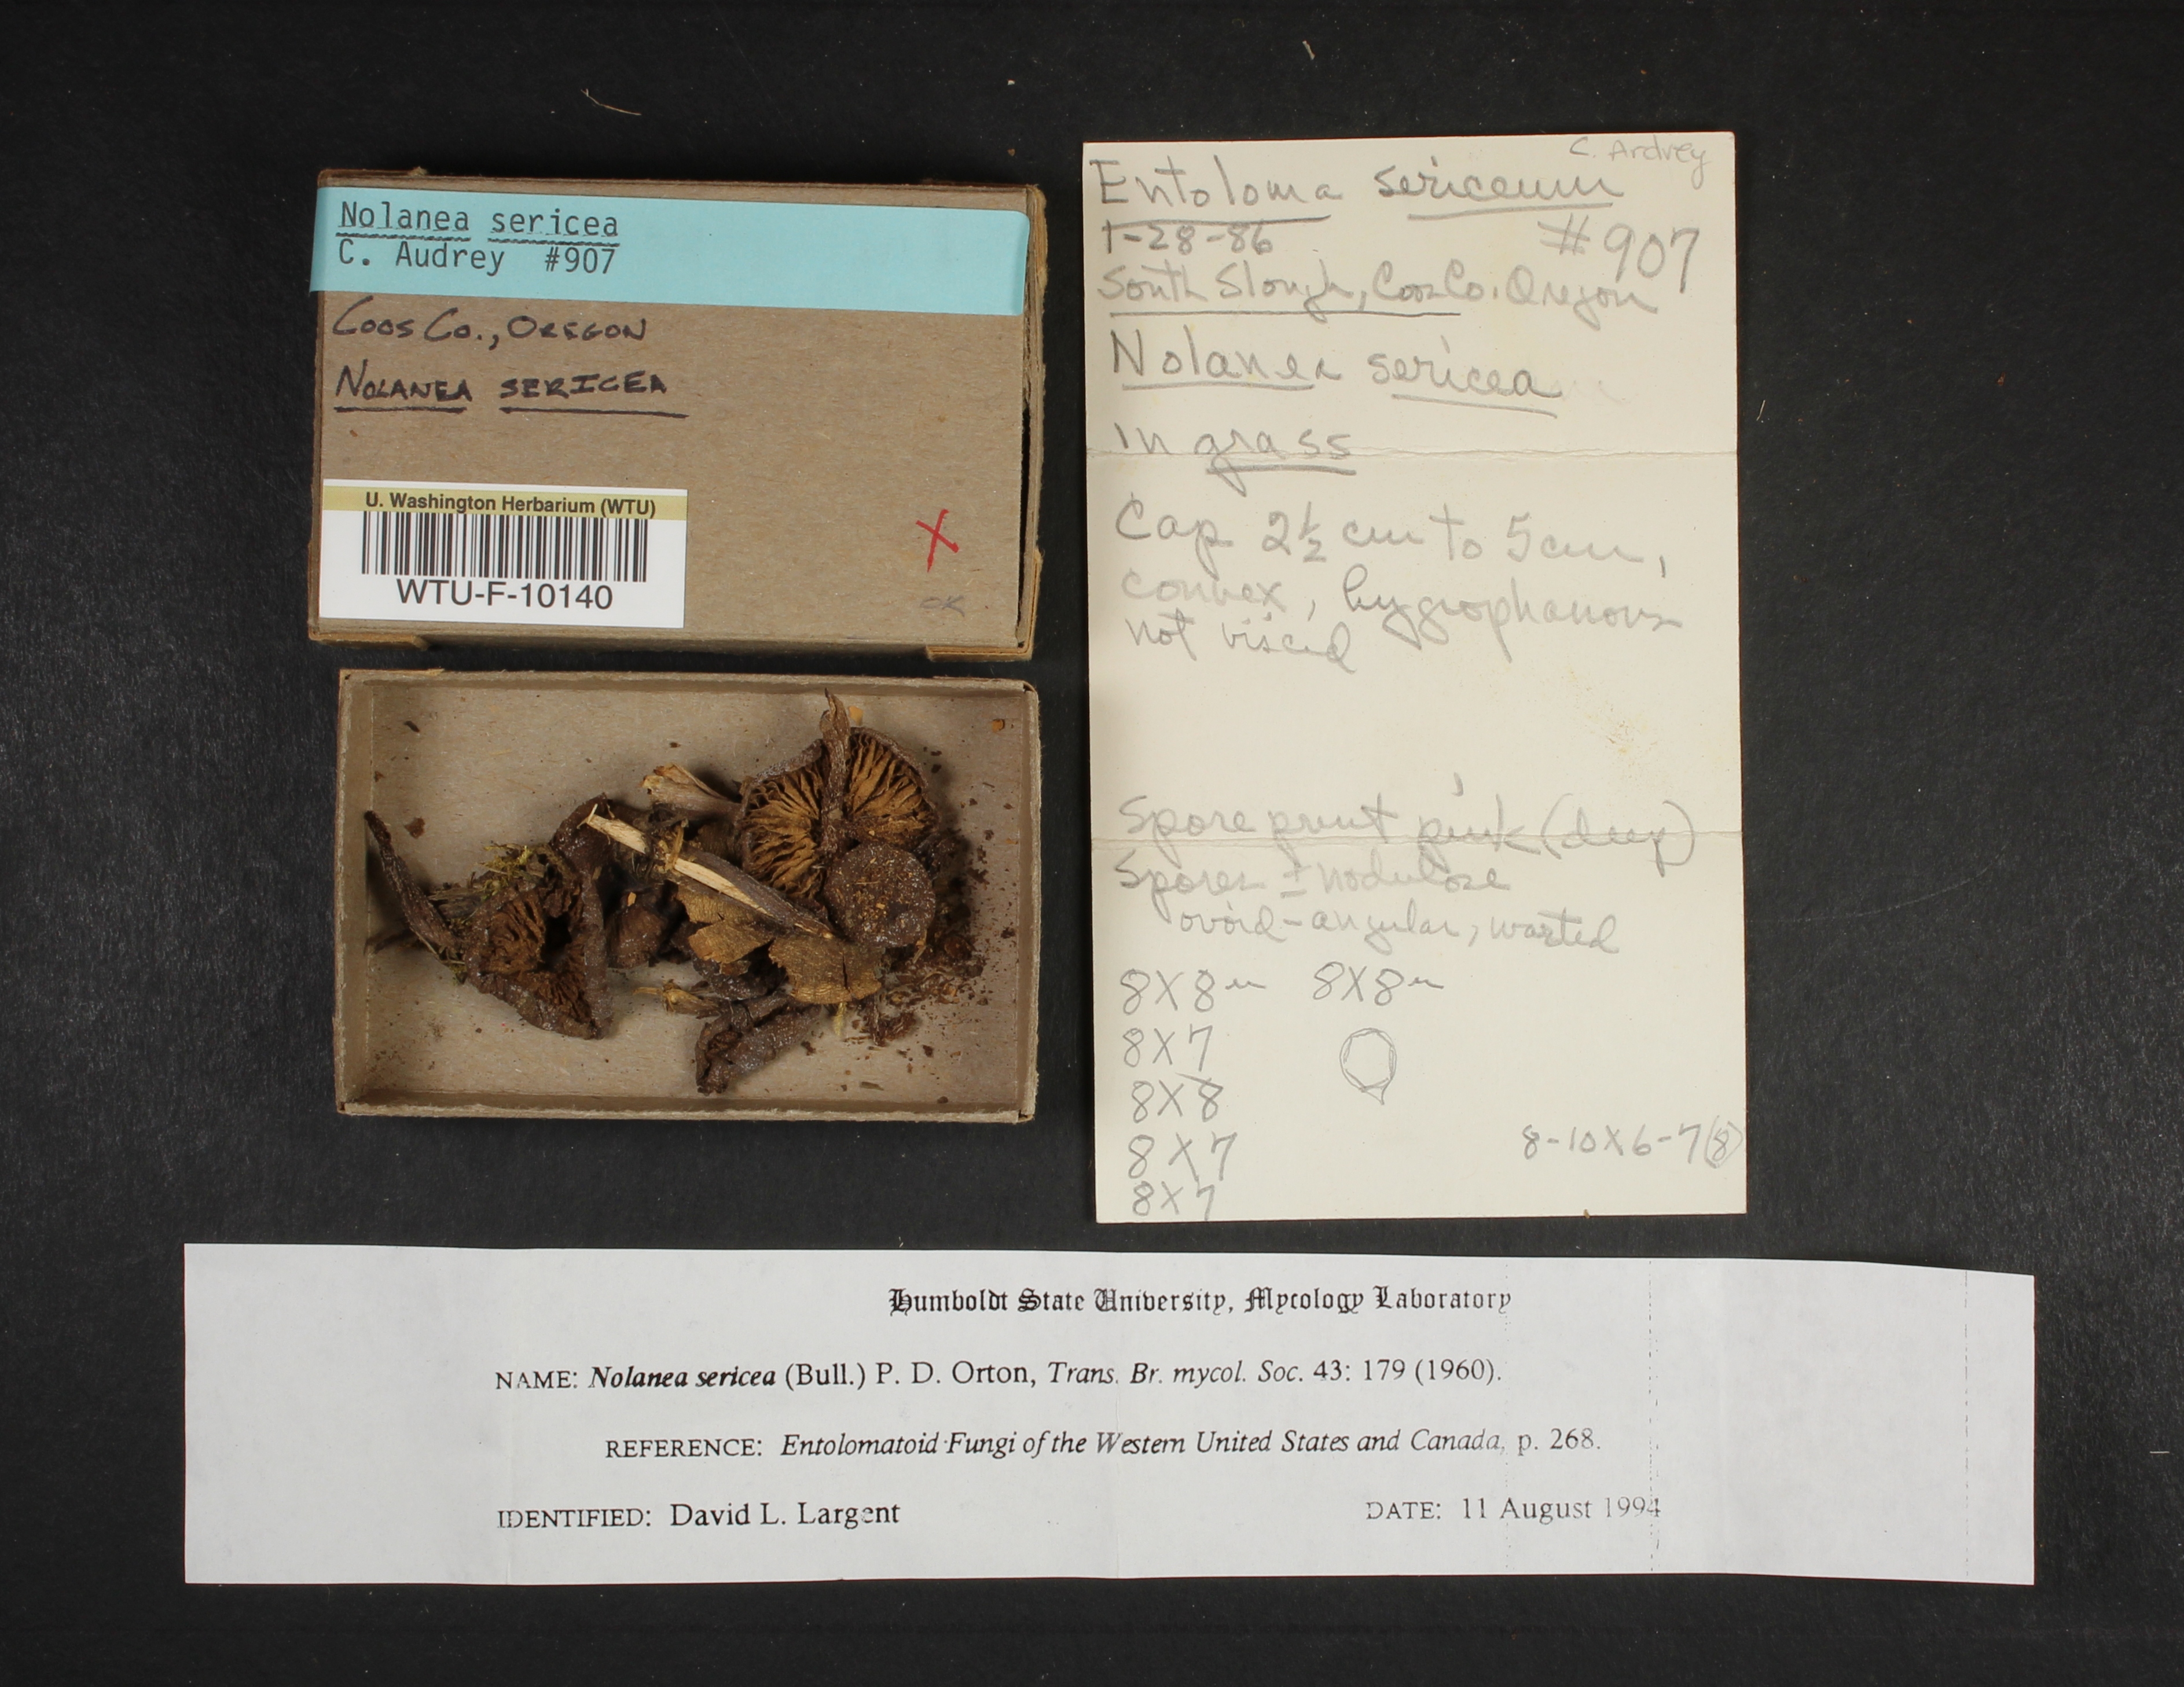 Nolanea sericea
C. Audrey #907
Coos Co., Oregon
Nolanea sericea
U. Washington Herbarium (WTU)
WTU-F-10140
X
OK
C. Ardrey
Entoloma sericeum
1-28-86 #907
South Slough, Coos Co. Oregon
Nolanea sericea
in grass
Cap 2½ cm to 5 cm,
convex, hygrophanous
not viscid
Spore print pink (deep)
Spores ± nodulose
ovoid-angular, warted
8X8 m 8X8 m
8X7
8X8
8X7
8X7
8-10X6-7(8)
Humboldt State University, Mycology Laboratory
NAME: Nolanea sericea (Bull.) P. D. Orton, Trans. Br. mycol. Soc. 43: 179 (1960).
REFERENCE: Entolomatoid Fungi of the Western United States and Canada, p. 268.
IDENTIFIED: David L. Largent DATE: 11 August 1994